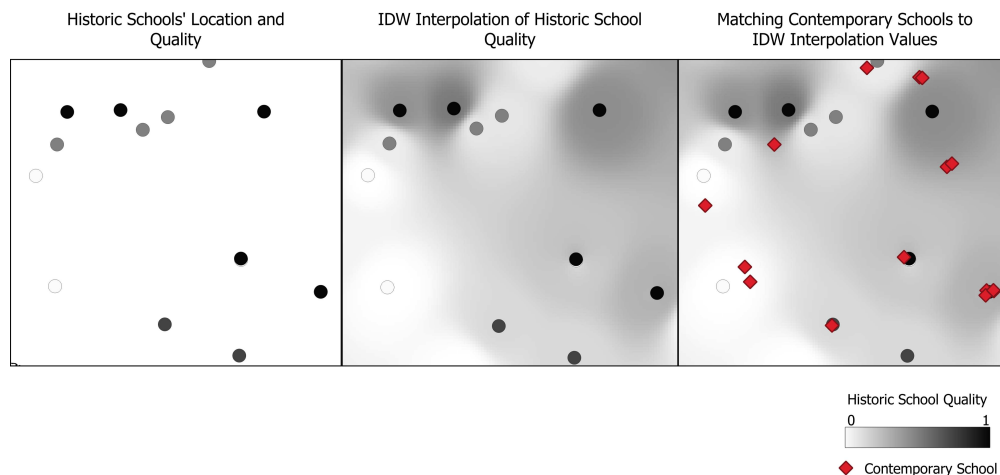 Historic Schools' Location and
Quality
IDW Interpolation of Historic School
Quality
Matching Contemporary Schools to
IDW Interpolation Values
Historic School Quality
0 1
Contemporary School